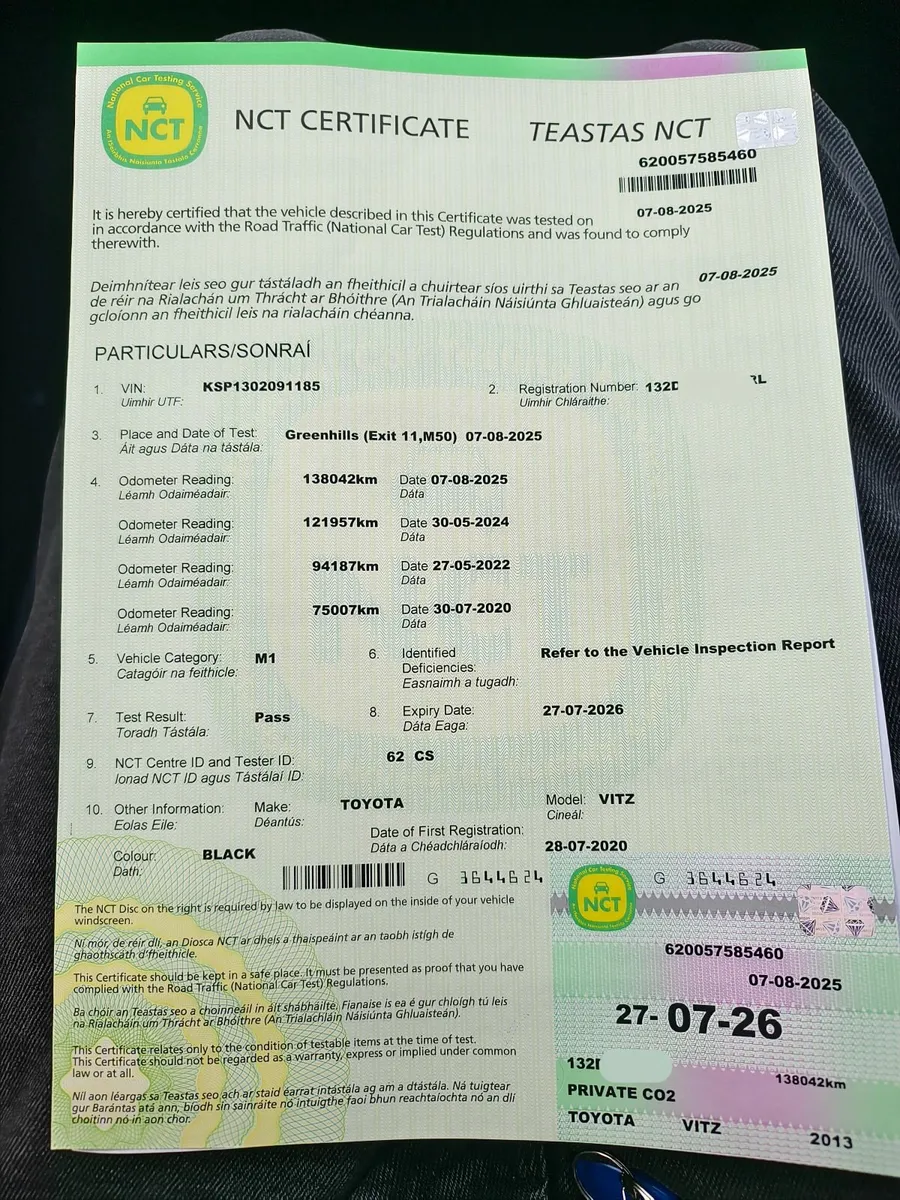 National Car Testing Service
NCT
An tSeirbhís Náisiúnta Tástála Carranna
NCT CERTIFICATE
TEASTAS NCT
620057585460
It is hereby certified that the vehicle described in this Certificate was tested on 07-08-2025
in accordance with the Road Traffic (National Car Test) Regulations and was found to comply
therewith.
Deimhnítear leis seo gur tástáladh an fheithicil a chuirtear síos uirthi sa Teastas seo ar an 07-08-2025
de réir na Rialachán um Thrácht ar Bhóithre (An Trialacháin Náisiúnta Ghluaisteán) agus go
gcloíonn an fheithicil leis na rialacháin chéanna.
PARTICULARS/SONRAÍ
1. VIN: KSP1302091185
Uimhir UTF:
2. Registration Number: 132D RL
Uimhir Chláraithe:
3. Place and Date of Test: Greenhills (Exit 11,M50) 07-08-2025
Áit agus Dáta na tástála:
4. Odometer Reading: 138042km Date 07-08-2025
Léamh Odaiméadair: Dáta
Odometer Reading: 121957km Date 30-05-2024
Léamh Odaiméadair: Dáta
Odometer Reading: 94187km Date 27-05-2022
Léamh Odaiméadair: Dáta
Odometer Reading: 75007km Date 30-07-2020
Léamh Odaiméadair: Dáta
5. Vehicle Category: M1
Catagóir na feithicle:
6. Identified Refer to the Vehicle Inspection Report
Deficiencies:
Easnaimh a tugadh:
7. Test Result: Pass
Toradh Tástála:
8. Expiry Date: 27-07-2026
Dáta Eaga:
9. NCT Centre ID and Tester ID: 62 CS
Ionad NCT ID agus Tástálaí ID:
10. Other Information: Make: TOYOTA Model: VITZ
Eolas Eile: Déantús: Cineál:
Date of First Registration: 28-07-2020
Dáta a Chéadchláraíodh:
Colour: BLACK
Dath:
G 3644624
The NCT Disc on the right is required by law to be displayed on the inside of your vehicle
windscreen.
Ní mór, de réir dlí, an Diosca NCT ar dheis a thaispeáint ar an taobh istigh de
ghaothscáth d'fheithicle.
This Certificate should be kept in a safe place. It must be presented as proof that you have
complied with the Road Traffic (National Car Test) Regulations.
Ba chóir an Teastas seo a choinneáil in áit shábháilte. Fianaise is ea é gur chloígh tú leis
na Rialacháin um Thrácht ar Bhóithre (An Trialachláin Náisiúnta Ghluaisteán).
This Certificate relates only to the condition of testable items at the time of test.
This Certificate should not be regarded as a warranty, express or implied under common
law or at all.
Níl aon léargas sa Teastas seo ach ar staid éarrat intástála ag am a dtástála. Ná tuigtear
gur Barántas atá ann, bíodh sin sainráite nó intuigthe faoi bhun reachtaíochta nó an dlí
choitinn nó in aon chor.
G 3644624
NCT
620057585460
07-08-2025
27-07-26
132D
138042km
PRIVATE CO2
TOYOTA VITZ 2013